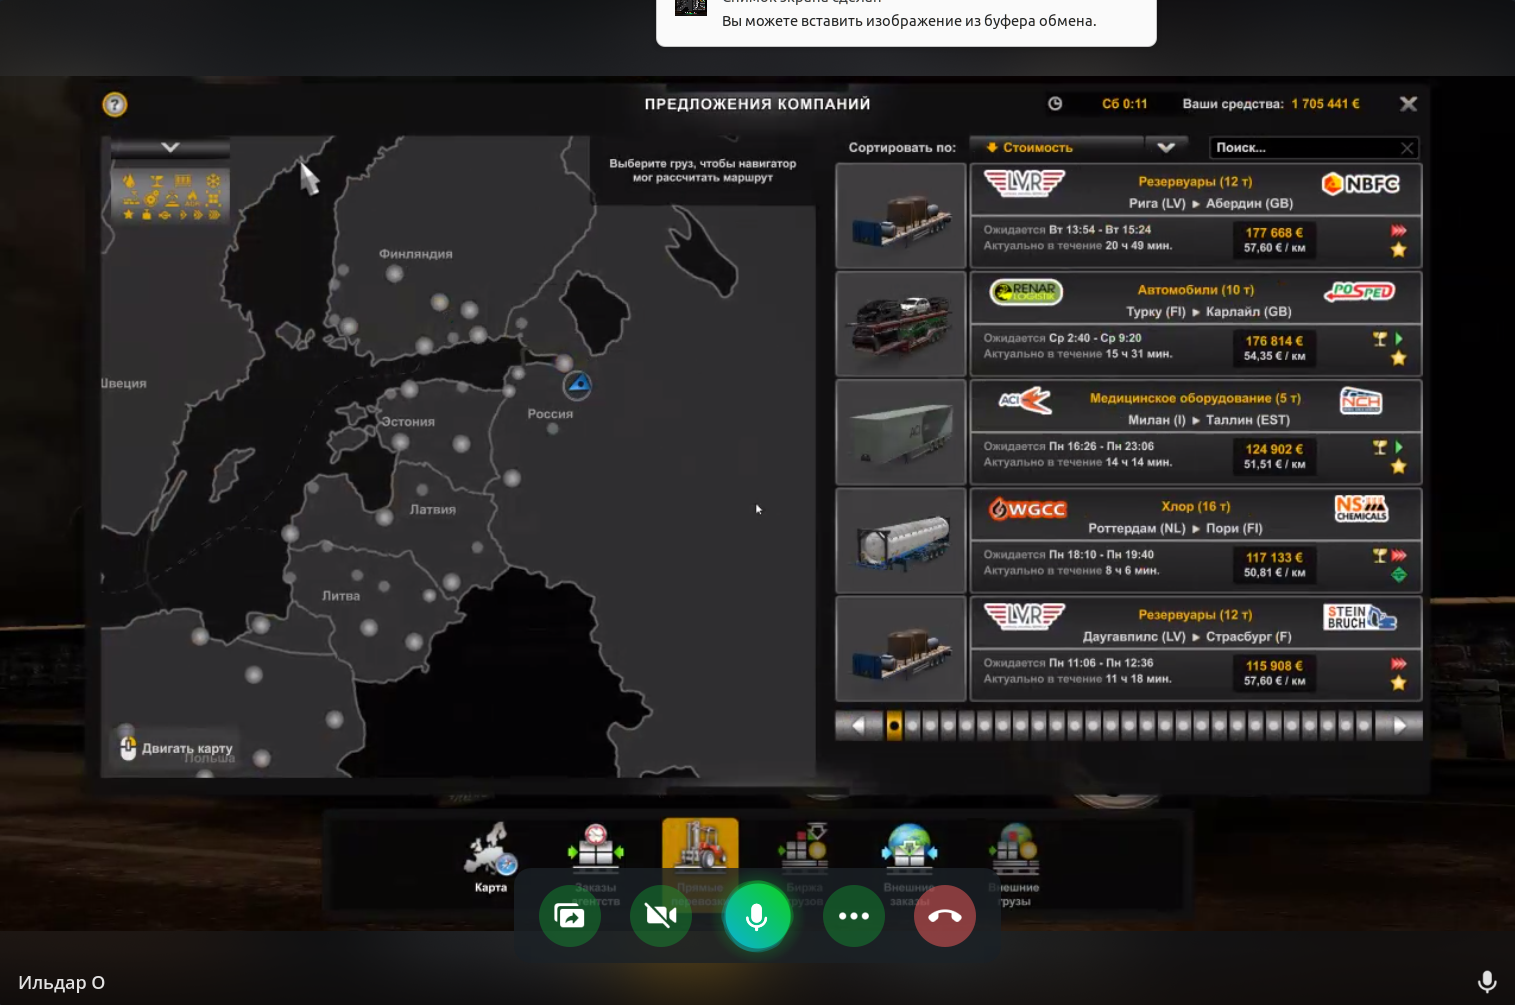 Вы можете вставить изображение из буфера обмена.
ПРЕДЛОЖЕНИЯ КОМПАНИЙ
Сб 0:11
Ваши средства: 1 705 441 €
Выберите груз, чтобы навигатор
мог рассчитать маршрут
Финляндия
Швеция
Эстония
Россия
Латвия
Литва
Польша
Двигать карту
Сортировать по:
Стоимость
Поиск...
LVR
Резервуары (12 т)
NBFC
Рига (LV) ► Абердин (GB)
Ожидается Вт 13:54 - Вт 15:24
Актуально в течение 20 ч 49 мин.
177 668 €
57,60 € / км
RENAR
LOGISTIK
Автомобили (10 т)
POSPED
Турку (FI) ► Карлайл (GB)
Ожидается Ср 2:40 - Ср 9:20
Актуально в течение 15 ч 31 мин.
176 814 €
54,35 € / км
ACI
Медицинское оборудование (5 т)
NCH
Милан (I) ► Таллин (EST)
Ожидается Пн 16:26 - Пн 23:06
Актуально в течение 14 ч 14 мин.
124 902 €
51,51 € / км
WGCC
Хлор (16 т)
NS
CHEMICALS
Роттердам (NL) ► Пори (FI)
Ожидается Пн 18:10 - Пн 19:40
Актуально в течение 8 ч 6 мин.
117 133 €
50,81 € / км
LVR
Резервуары (12 т)
STEIN
BRUCH
Даугавпилс (LV) ► Страсбург (F)
Ожидается Пн 11:06 - Пн 12:36
Актуально в течение 11 ч 18 мин.
115 908 €
57,60 € / км
Карта
Заказы
агентств
Прямые
перевозки
Биржа
грузов
Внешние
заказы
Внешние
грузы
Ильдар О